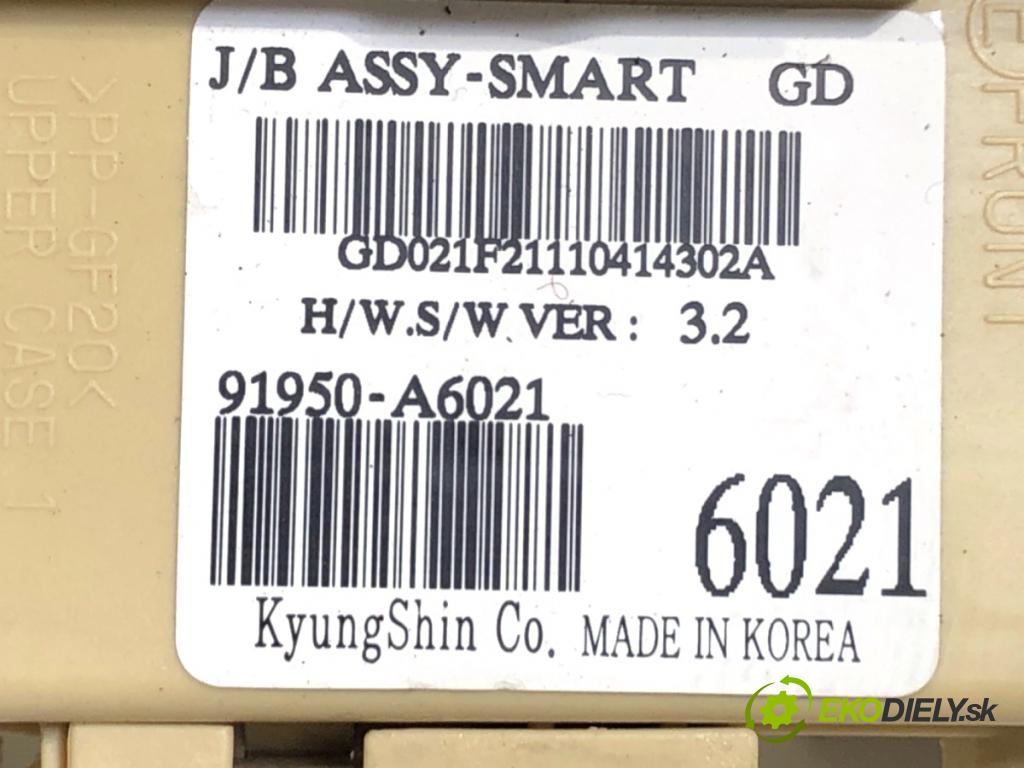 J/B ASSY-SMART GD
GD021F21110414302A
H/W.S/W VER : 3.2
91950-A6021
6021
KyungShin Co. MADE IN KOREA
>PP-GF20<
UPPER CASE 1
FRONT
EKODIELY.sk